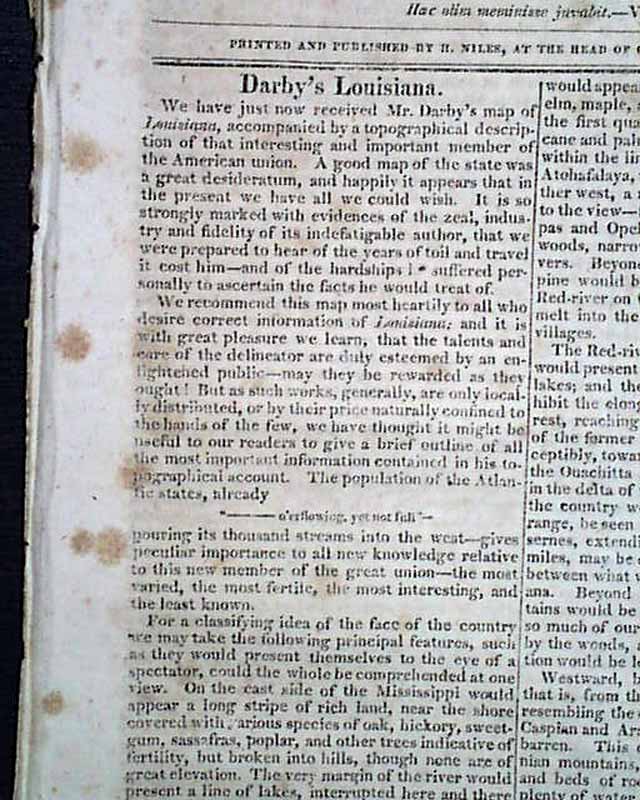 Hæc olim meminisse juvabit.—V
PRINTED AND PUBLISHED BY H. NILES, AT THE HEAD OF
Darby's Louisiana.
We have just now received Mr. Darby's map of
Louisiana, accompanied by a topographical descrip-
tion of that interesting and important member of
the American union. A good map of the state was
a great desideratum, and happily it appears that in
the present we have all we could wish. It is so
strongly marked with evidences of the zeal, indus-
try and fidelity of its indefatigable author, that we
were prepared to hear of the years of toil and travel
it cost him—and of the hardships he suffered per-
sonally to ascertain the facts he would treat of.
We recommend this map most heartily to all who
desire correct information of Louisiana; and it is
with great pleasure we learn, that the talents and
care of the delineator are duly esteemed by an en-
lightened public—may they be rewarded as they
ought! But as such works, generally, are only local-
ly distributed, or by their price naturally confined to
the hands of the few, we have thought it might be
useful to our readers to give a brief outline of all
the most important information contained in his to-
pographical account. The population of the Atlan-
tic states, already
"—— o'erflowing, yet not full"—
pouring its thousand streams into the west—gives
peculiar importance to all new knowledge relative
to this new member of the great union—the most
varied, the most fertile, the most interesting, and
the least known.
For a classifying idea of the face of the country
we may take the following principal features, such
as they would present themselves to the eye of a
spectator, could the whole be comprehended at one
view. On the east side of the Mississippi would
appear a long stripe of rich land, near the shore
covered with various species of oak, hickory, sweet-
gum, sassafras, poplar, and other trees indicative of
fertility, but broken into hills, though none are of
great elevation. The very margin of the river would
present a line of lakes, interrupted here and there
would appea
elm, maple,
the first qua
cane and pal
within the li
Atchafalaya,
ther west, a
to the view—
pas and Opel
woods, narro
vers. Beyon
pine would b
Red-river on
melt into the
villages.
The Red-riv
would present
lakes; and the
hibit the elong
rest, reaching
of the former
ceptibly, towar
the Ouachitta
in the delta of
the country w
range, be seen
sernes, extendi
miles, may be
between what
ana. Beyond
tains would be
so much of our
by the woods,
tion would be le
Westward, b
that is, from th
resembling the
Caspian and Ar
barren. This
nian mountains,
and beds of ro
plenty of water